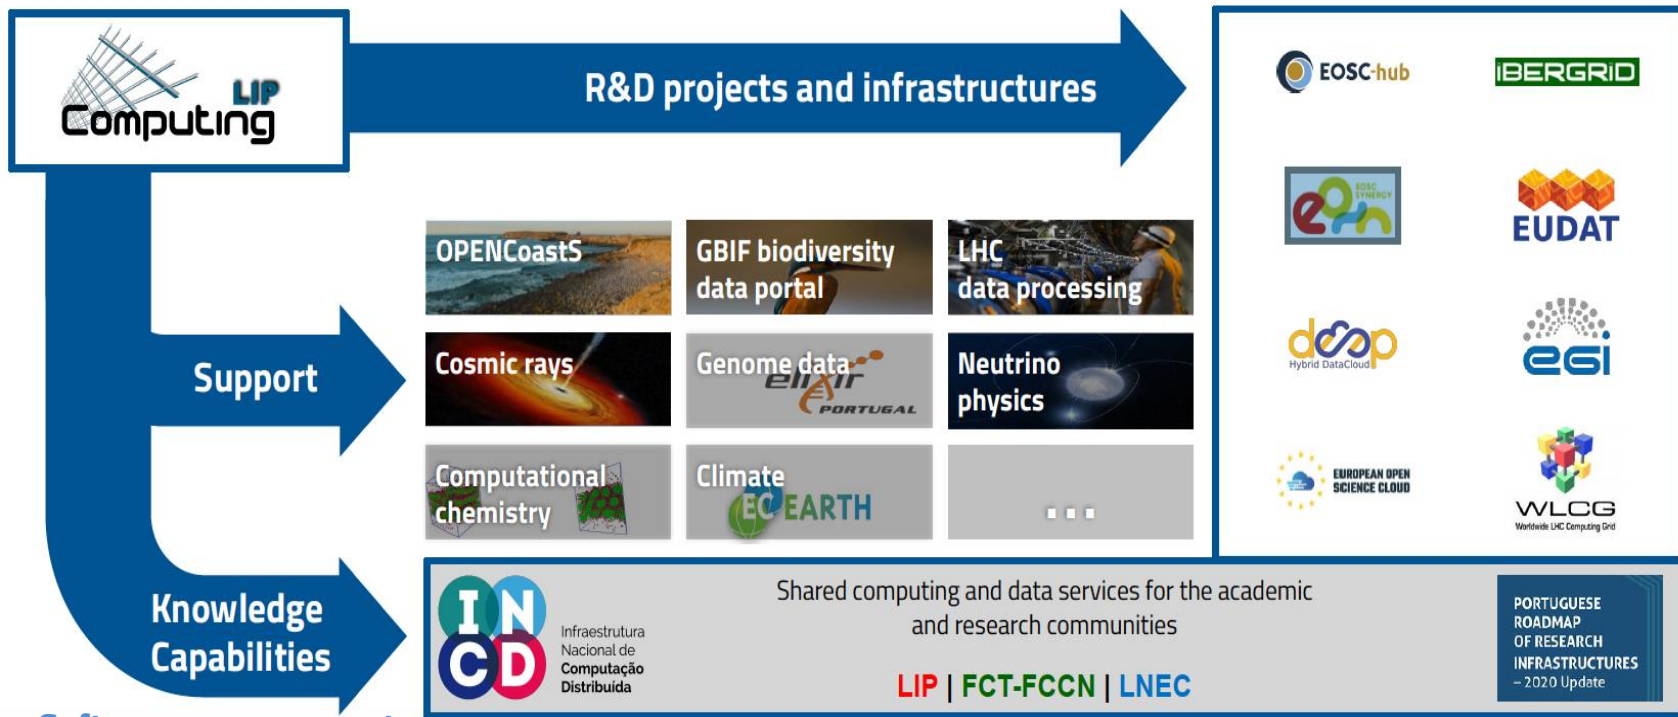 LIP
Computing
R&D projects and infrastructures
EOSC-hub
iBERGRiD
EOSC
SYNERGY
EUDAT
deep
Hybrid DataCloud
egi
EUROPEAN OPEN
SCIENCE CLOUD
WLCG
Worldwide LHC Computing Grid
Support
OPENCoastS
GBIF biodiversity
data portal
LHC
data processing
Cosmic rays
Genome data
elixir
PORTUGAL
Neutrino
physics
Computational
chemistry
Climate
EC EARTH
...
Knowledge
Capabilities
INCD
Infraestrutura
Nacional de
Computação
Distribuída
Shared computing and data services for the academic
and research communities
LIP | FCT-FCCN | LNEC
PORTUGUESE
ROADMAP
OF RESEARCH
INFRASTRUCTURES
– 2020 Update